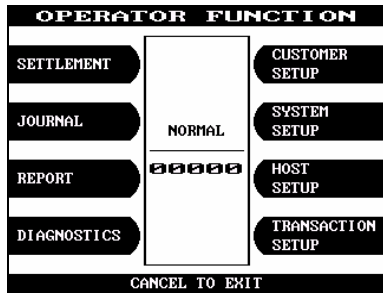 OPERATOR FUNCTION
SETTLEMENT
CUSTOMER
SETUP
JOURNAL
SYSTEM
SETUP
NORMAL
00000
REPORT
HOST
SETUP
DIAGNOSTICS
TRANSACTION
SETUP
CANCEL TO EXIT